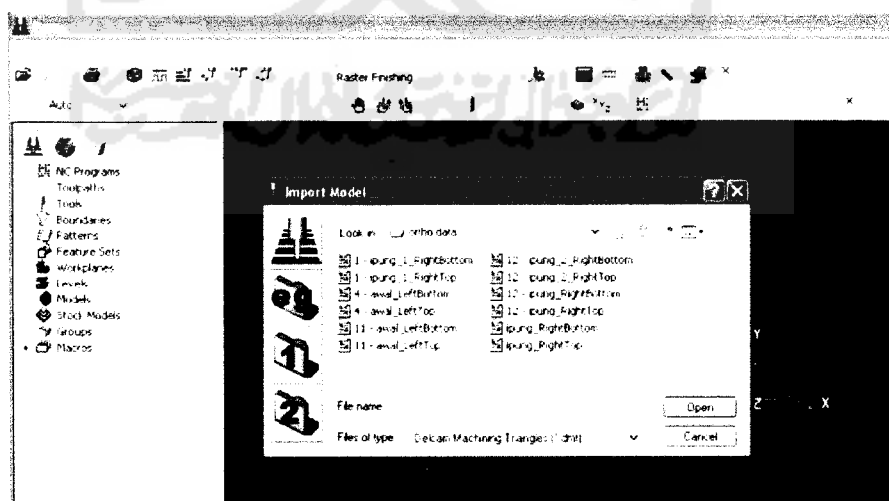 Raster Finishing
Auto
NC Programs
Toolpaths
Tools
Boundaries
Patterns
Feature Sets
Workplanes
Levels
Models
Stock Models
Groups
Macros
Import Model
Look in: ortho data
1 - ipung_1_RightBottom
1 - ipung_1_RightTop
4 - awal_LeftBottom
4 - awal_LeftTop
11 - awal_LeftBottom
11 - awal_LeftTop
12 - ipung_2_RightBottom
12 - ipung_2_RightTop
12 - ipung_RightBottom
12 - ipung_RightTop
ipung_RightBottom
ipung_RightTop
eg
1
2
File name
Open
Files of type Delcam Machining Triangles (*.dmt)
Cancel
Y
Z X